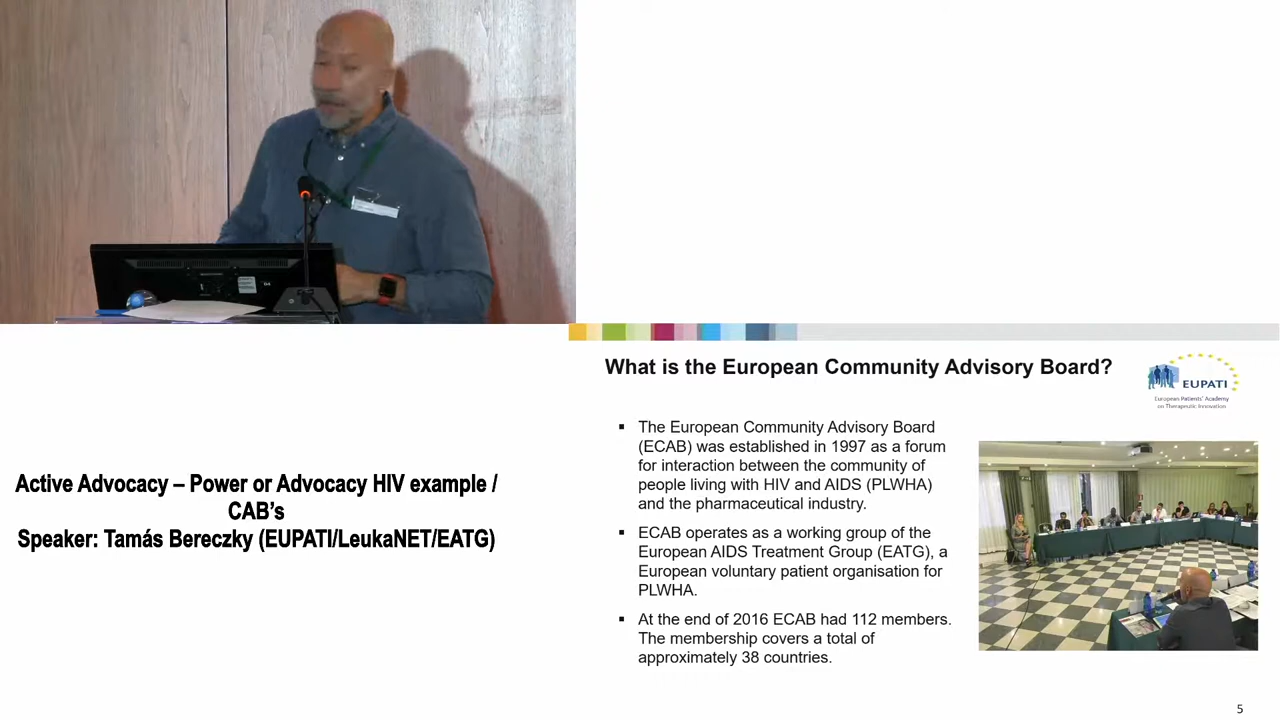 Active Advocacy – Power or Advocacy HIV example /
CAB's
Speaker: Tamás Bereczky (EUPATI/LeukaNET/EATG)
What is the European Community Advisory Board?
EUPATI
European Patients' Academy
on Therapeutic Innovation
▪ The European Community Advisory Board
(ECAB) was established in 1997 as a forum
for interaction between the community of
people living with HIV and AIDS (PLWHA)
and the pharmaceutical industry.
▪ ECAB operates as a working group of the
European AIDS Treatment Group (EATG), a
European voluntary patient organisation for
PLWHA.
▪ At the end of 2016 ECAB had 112 members.
The membership covers a total of
approximately 38 countries.
5